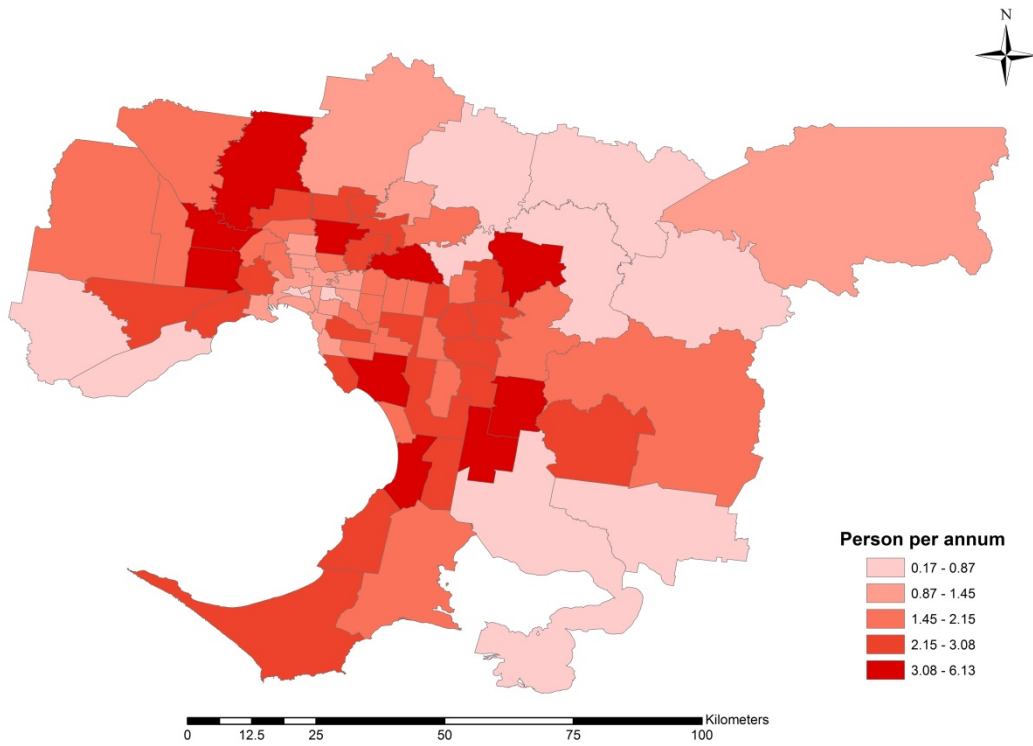 N
Person per annum
0.17 - 0.87
0.87 - 1.45
1.45 - 2.15
2.15 - 3.08
3.08 - 6.13
Kilometers
0 12.5 25 50 75 100